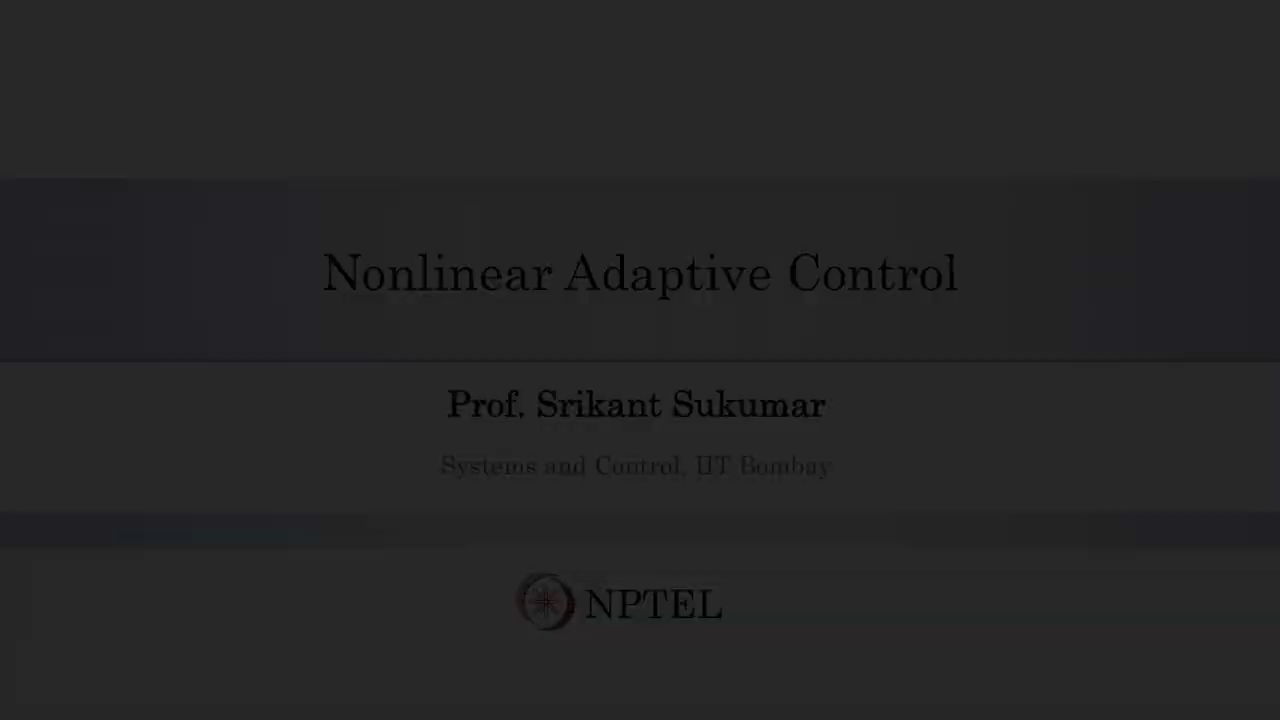 Nonlinear Adaptive Control
Prof. Srikant Sukumar
Systems and Control, IIT Bombay
NPTEL